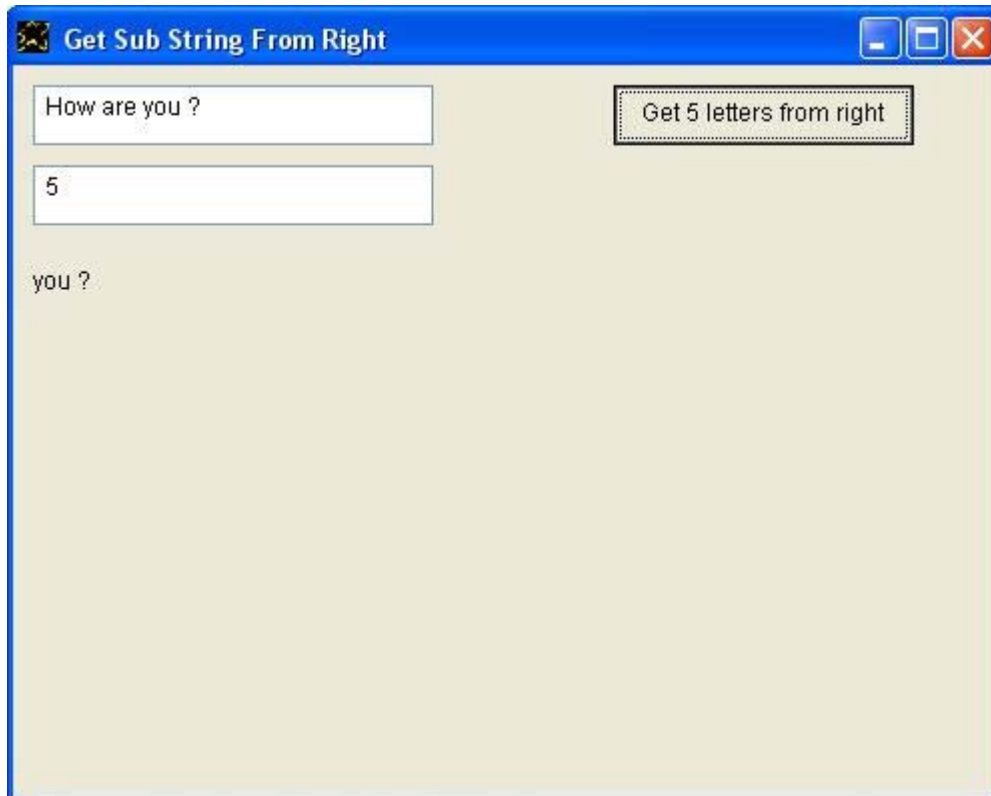 Get Sub String From Right
How are you ?
Get 5 letters from right
5
you ?